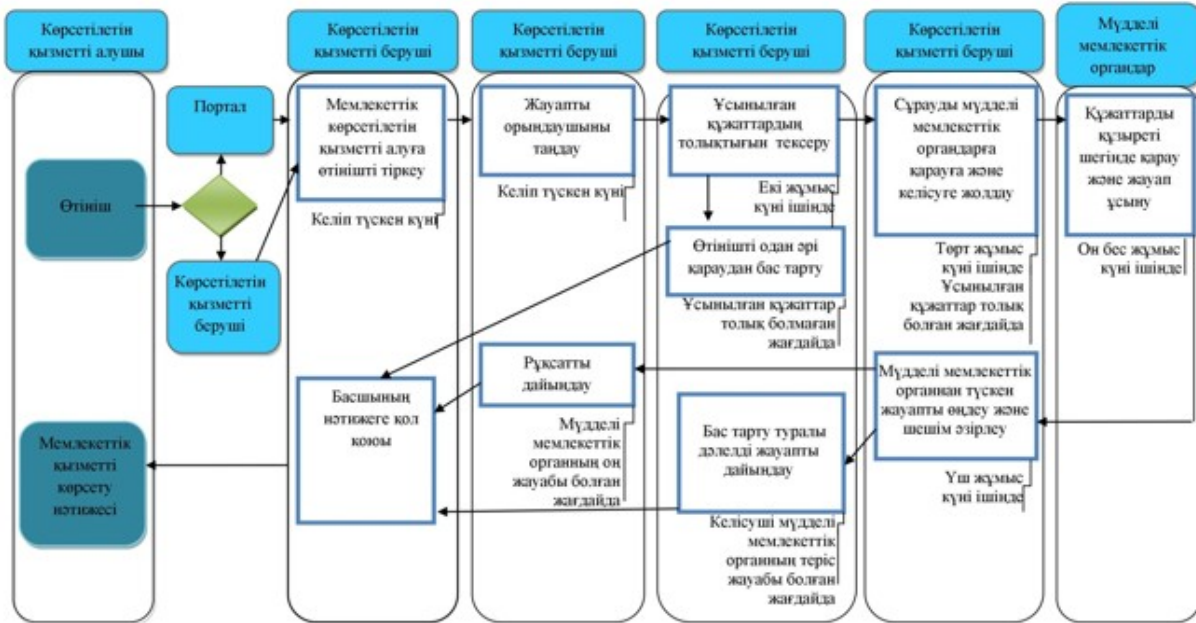 Көрсетілетін
қызметті алушы
Көрсетілетін
қызметті беруші
Көрсетілетін
қызметті беруші
Көрсетілетін
қызметті беруші
Көрсетілетін
қызметті беруші
Мүдделі
мемлекеттік
органдар
Өтініш
Портал
Көрсетілетін
қызметті
беруші
Мемлекеттік
көрсетілетін
қызметті алуға
өтінішті тіркеу
Келіп түскен күні
Жауапты
орындаушыны
таңдау
Келіп түскен күні
Ұсынылған
құжаттардың
толықтығын тексеру
Екі жұмыс
күні ішінде
Өтінішті одан әрі
қараудан бас тарту
Ұсынылған құжаттар
толық болмаған
жағдайда
Сұрауды мүдделі
мемлекеттік
органдарға
қарауға және
келісуге жолдау
Төрт жұмыс
күні ішінде
Ұсынылған
құжаттар толық
болған жағдайда
Құжаттарды
құзыреті
шегінде қарау
және жауап
ұсыну
Он бес жұмыс
күні ішінде
Мүдделі мемлекеттік
органнан түскен
жауапты өңдеу және
шешім әзірлеу
Үш жұмыс
күні ішінде
Рұқсатты
дайындау
Мүдделі
мемлекеттік
органның оң
жауабы болған
жағдайда
Бас тарту туралы
дәлелді жауапты
дайындау
Келісуші мүдделі
мемлекеттік
органның теріс
жауабы болған
жағдайда
Басшының
нәтижеге қол
қоюы
Мемлекеттік
қызметті
көрсету
нәтижесі